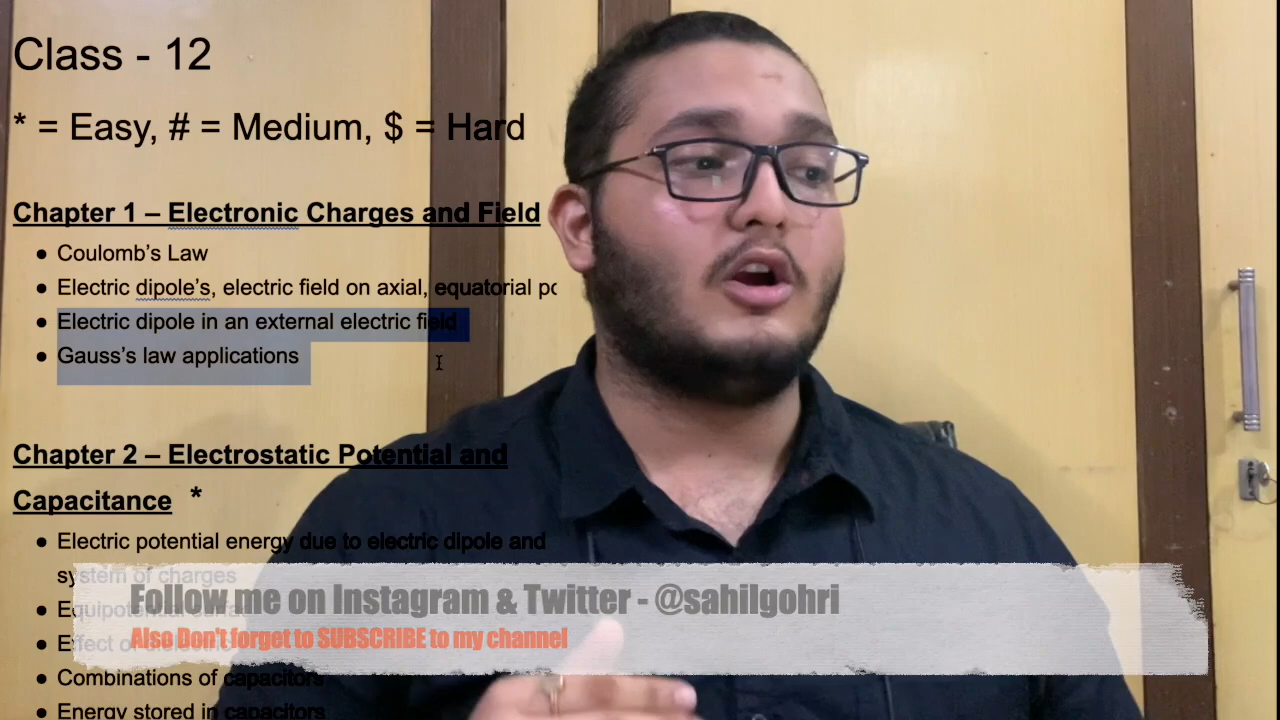 Class - 12
* = Easy, # = Medium, $ = Hard
Chapter 1 – Electronic Charges and Field
● Coulomb’s Law
● Electric dipole’s, electric field on axial, equatorial
● Electric dipole in an external electric field
● Gauss’s law applications
Chapter 2 – Electrostatic Potential and
Capacitance *
● Electric potential energy due to electric dipole and
system of charges
Follow me on Instagram & Twitter - @sahilgohri
Also Don't forget to SUBSCRIBE to my channel
● Combinations of capacitors
● Energy stored in capacitors